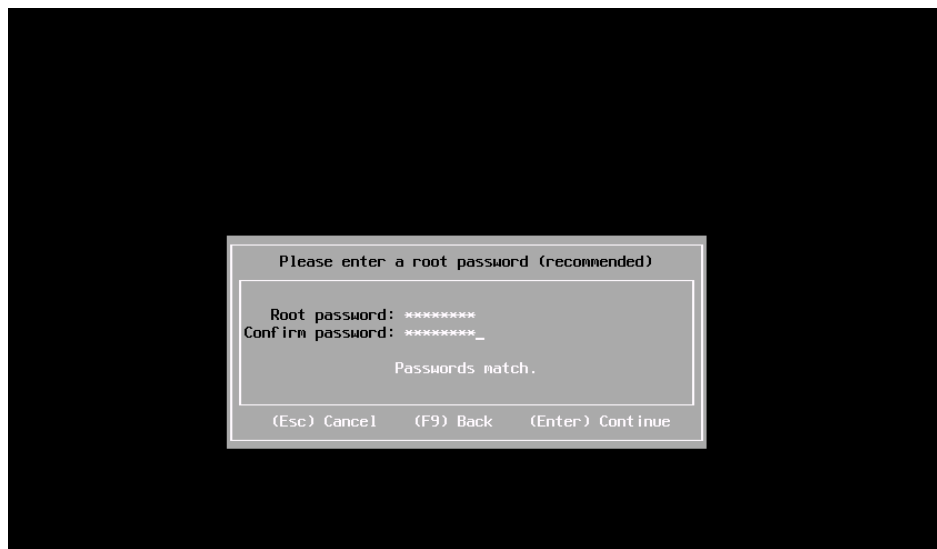 Please enter a root password (recommended)
Root password: ********
Confirm password: ********_
Passwords match.
(Esc) Cancel (F9) Back (Enter) Continue